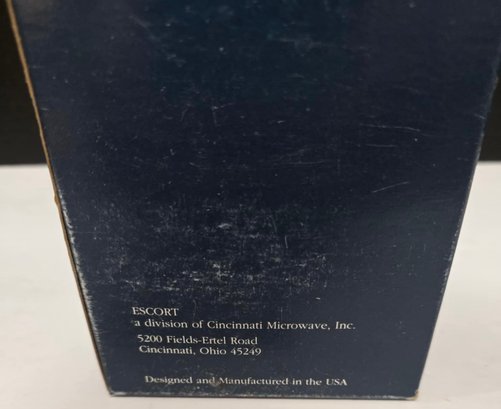 ESCORT
a division of Cincinnati Microwave, Inc.
5200 Fields-Ertel Road
Cincinnati, Ohio 45249
Designed and Manufactured in the USA